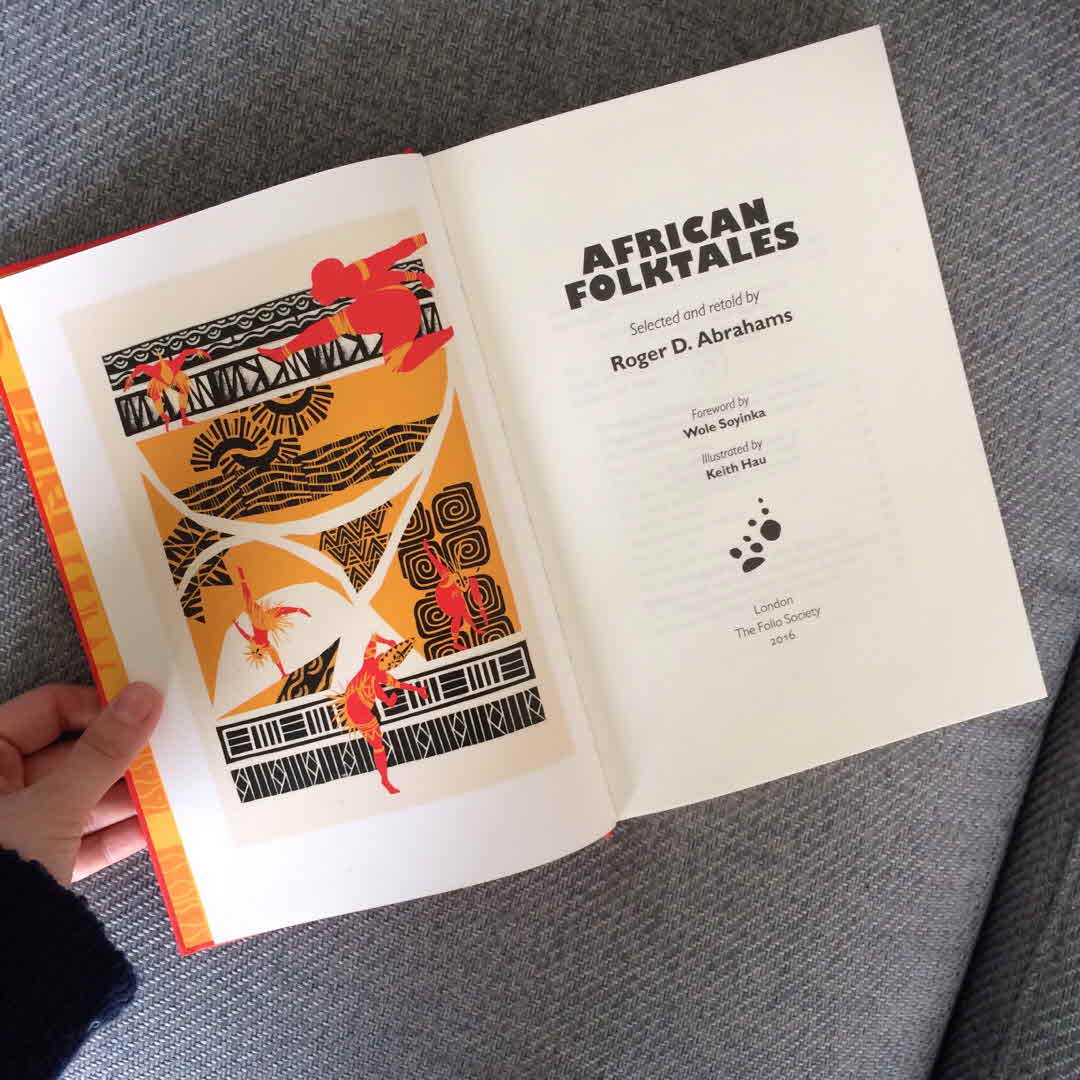 AFRICAN
FOLKTALES
Selected and retold by
Roger D. Abrahams
Foreword by
Wole Soyinka
Illustrated by
Keith Hau
London
The Folio Society
2016